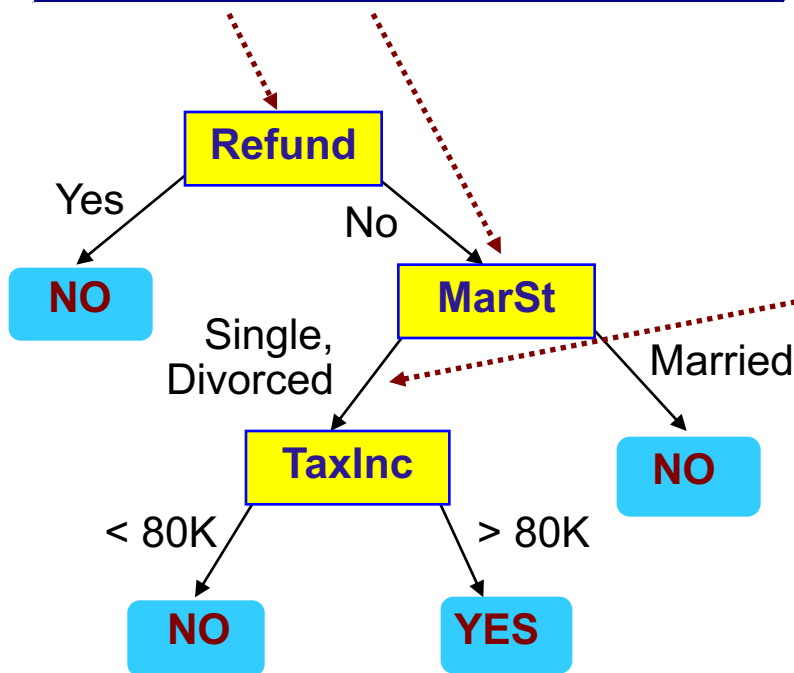 Refund
Yes
No
NO
MarSt
Single,
Divorced
Married
TaxInc
NO
< 80K
> 80K
NO
YES